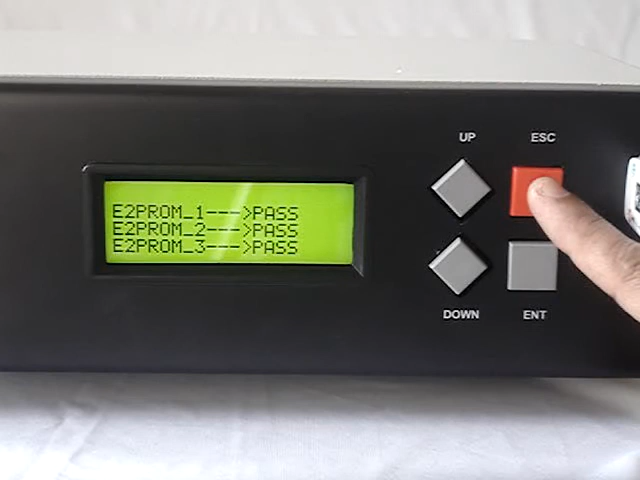 UP ESC
E2PROM_1--->PASS
E2PROM_2--->PASS
E2PROM_3--->PASS
DOWN ENT